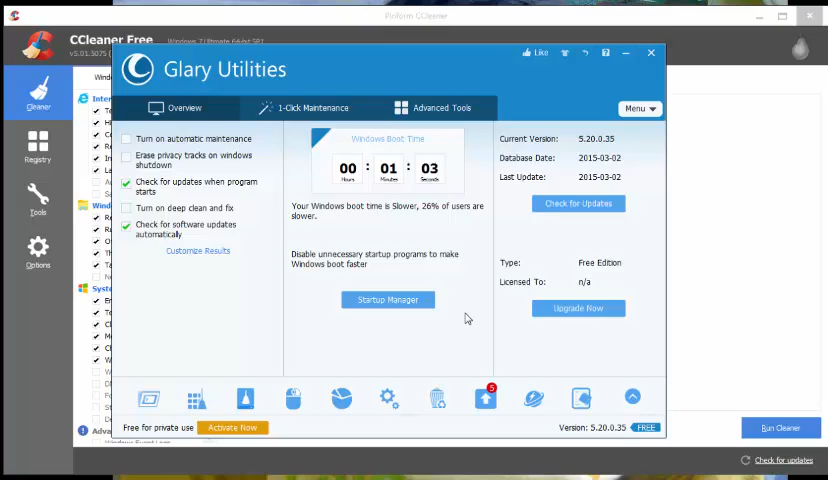 Piriform CCleaner
CCleaner Free
Windows 7 Ultimate 64-bit SP1
v5.01.5075
Like
Glary Utilities
Overview
1-Click Maintenance
Advanced Tools
Menu
Cleaner
Registry
Tools
Options
Turn on automatic maintenance
Erase privacy tracks on windows
shutdown
Check for updates when program
starts
Turn on deep clean and fix
Check for software updates
automatically
Customize Results
Windows Boot Time
00 : 01 : 03
Hours Minutes Seconds
Your Windows boot time is Slower, 26% of users are
slower.
Disable unnecessary startup programs to make
Windows boot faster
Startup Manager
Current Version: 5.20.0.35
Database Date: 2015-03-02
Last Update: 2015-03-02
Check for Updates
Type: Free Edition
Licensed To: n/a
Upgrade Now
5
Free for private use
Activate Now
Version: 5.20.0.35
FREE
Run Cleaner
Check for updates